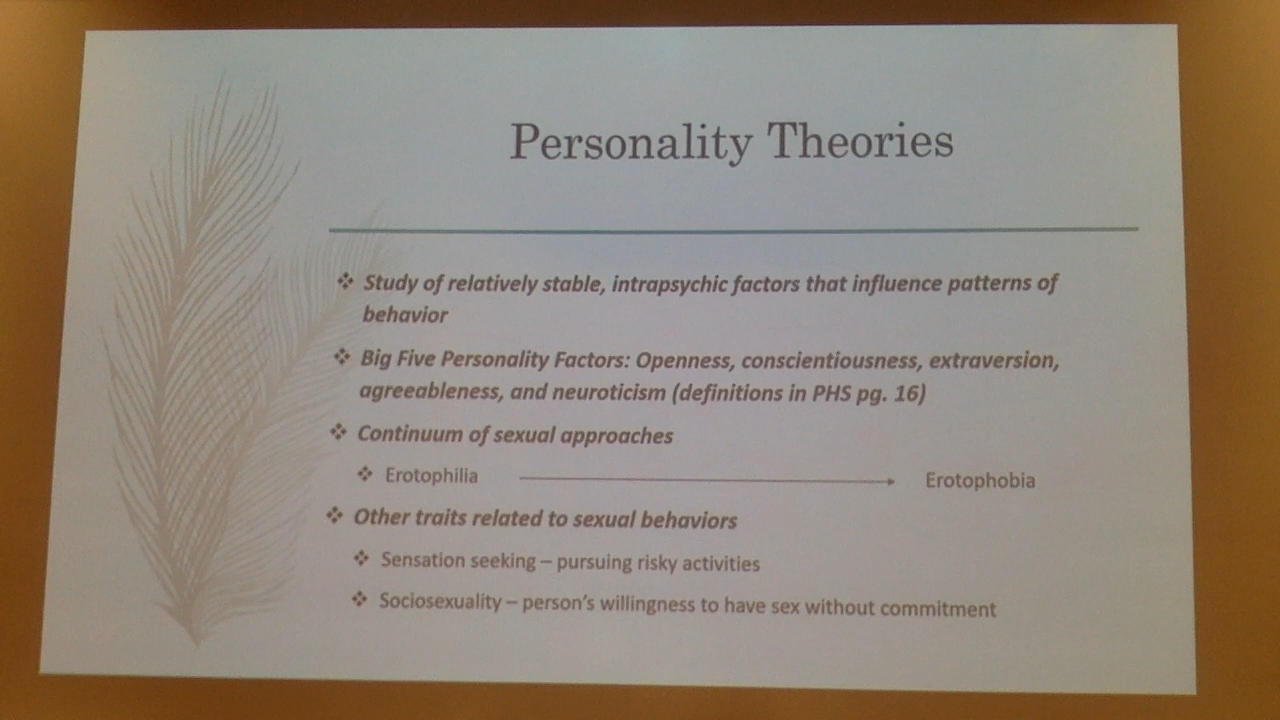 Personality Theories
❖ Study of relatively stable, intrapsychic factors that influence patterns of
behavior
❖ Big Five Personality Factors: Openness, conscientiousness, extraversion,
agreeableness, and neuroticism (definitions in PHS pg. 16)
❖ Continuum of sexual approaches
❖ Erotophilia → Erotophobia
❖ Other traits related to sexual behaviors
❖ Sensation seeking – pursuing risky activities
❖ Sociosexuality – person's willingness to have sex without commitment